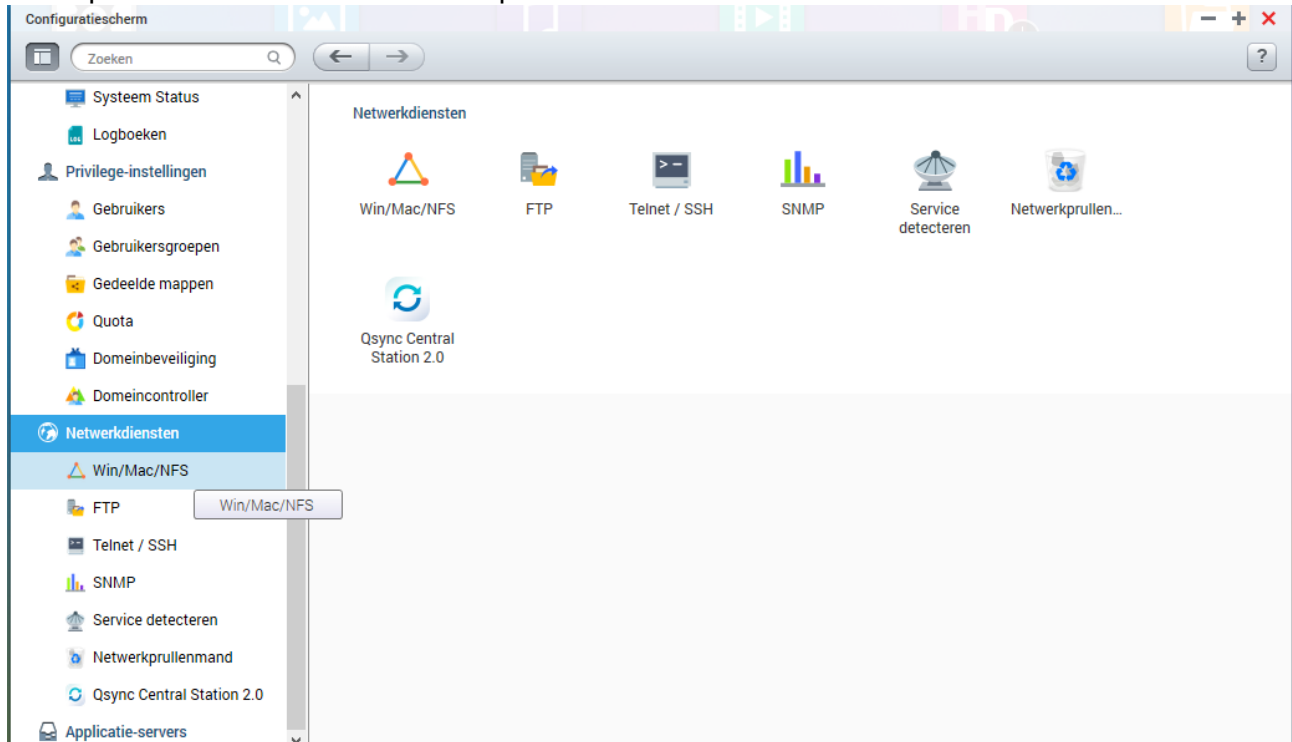 Configuratiescherm
Zoeken
?
Systeem Status
Logboeken
Privilege-instellingen
Gebruikers
Gebruikersgroepen
Gedeelde mappen
Quota
Domeinbeveiliging
Domeincontroller
Netwerkdiensten
Win/Mac/NFS
FTP
Win/Mac/NFS
Telnet / SSH
SNMP
Service detecteren
Netwerkprullenmand
Qsync Central Station 2.0
Applicatie-servers
Netwerkdiensten
Win/Mac/NFS
FTP
Telnet / SSH
SNMP
Service
detecteren
Netwerkprullen...
Qsync Central
Station 2.0